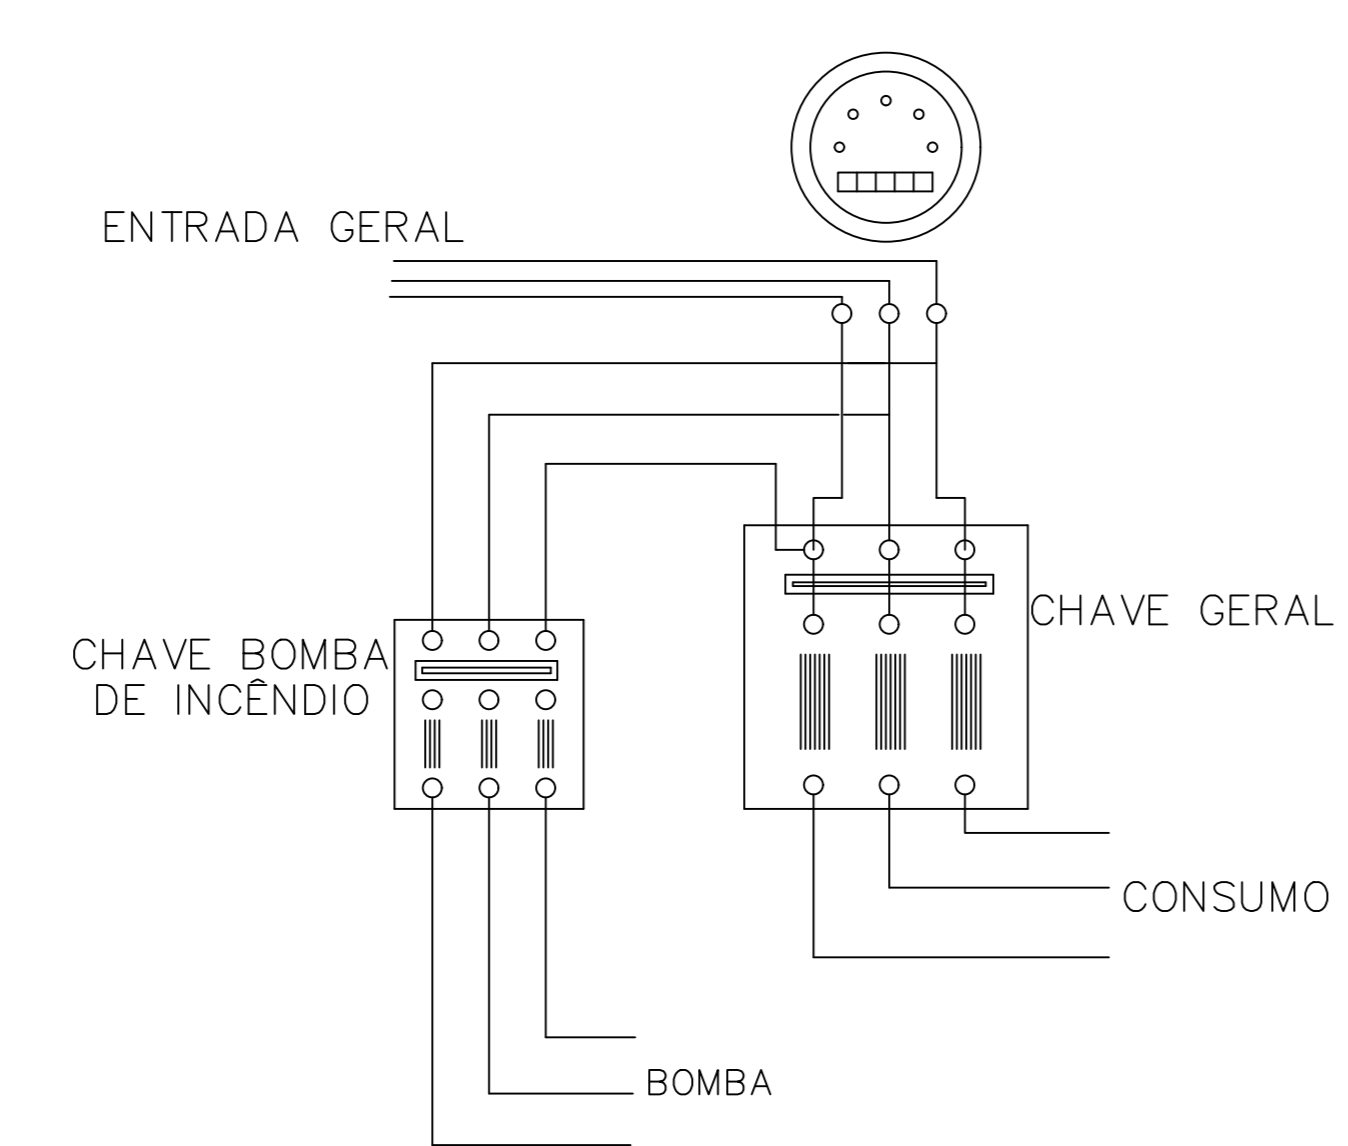 ENTRADA GERAL
CHAVE GERAL
CHAVE BOMBA
DE INCÊNDIO
CONSUMO
BOMBA